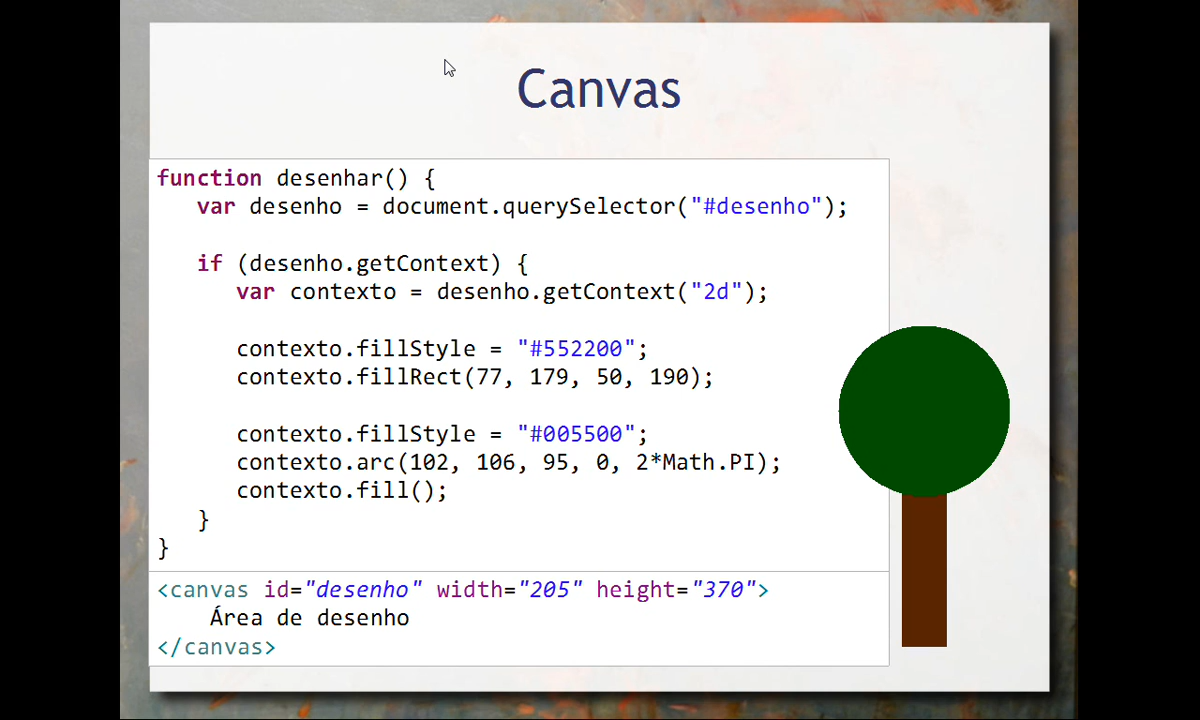 Canvas
function desenhar() {
var desenho = document.querySelector("#desenho");
if (desenho.getContext) {
var contexto = desenho.getContext("2d");
contexto.fillStyle = "#552200";
contexto.fillRect(77, 179, 50, 190);
contexto.fillStyle = "#005500";
contexto.arc(102, 106, 95, 0, 2*Math.PI);
contexto.fill();
}
}
<canvas id="desenho" width="205" height="370">
Área de desenho
</canvas>